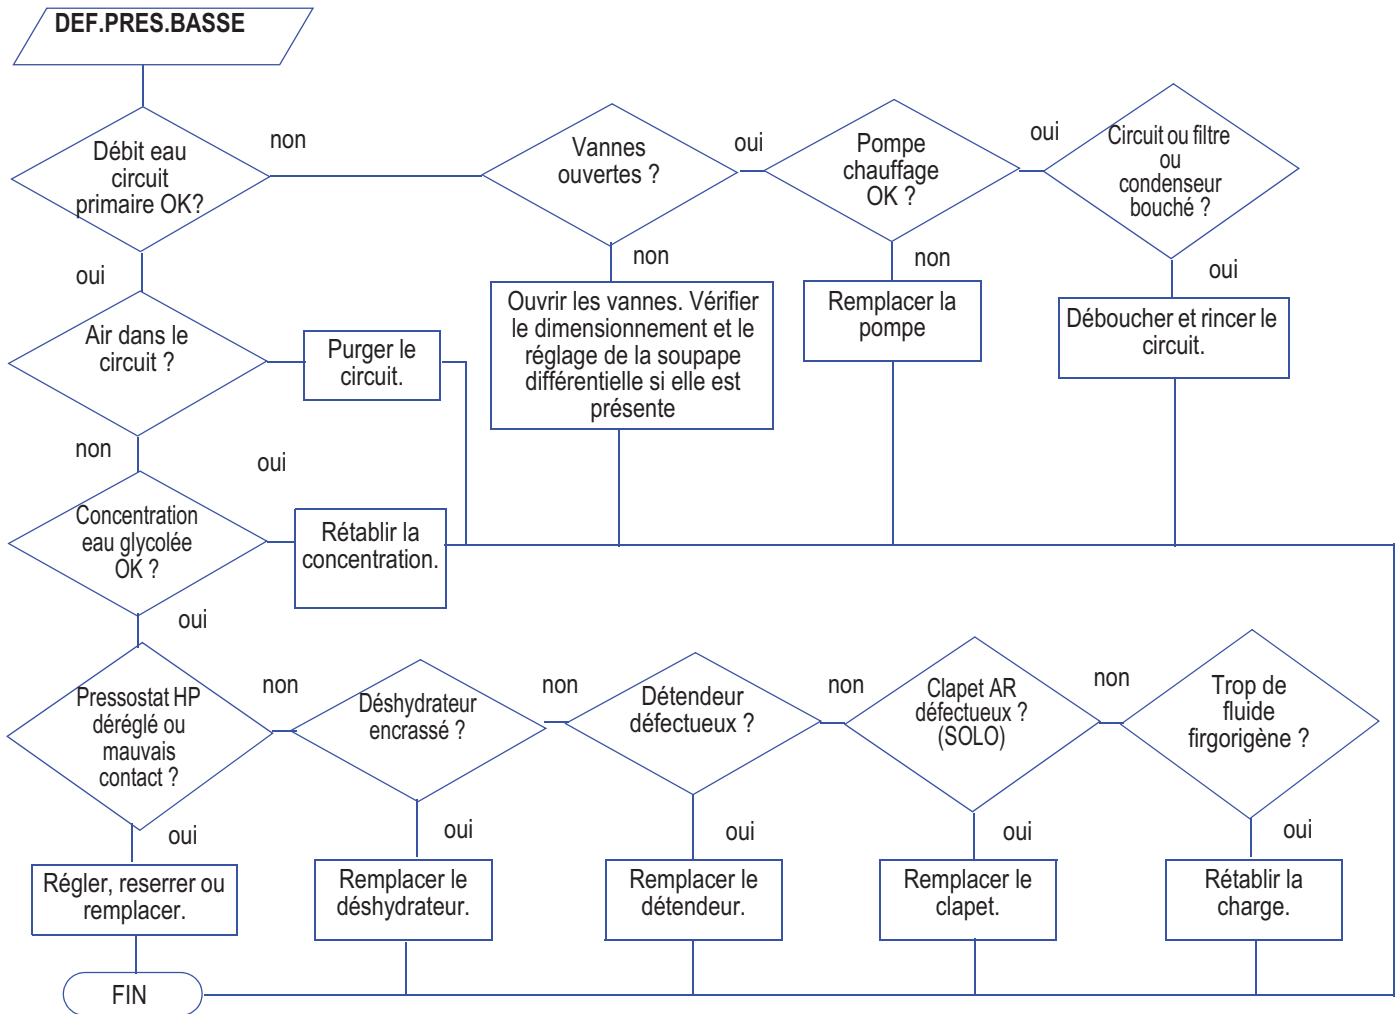 DEF.PRES.BASSE
Débit eau
circuit
primaire OK?
non
Vannes
ouvertes ?
oui
Pompe
chauffage
OK ?
oui
Circuit ou filtre
ou
condenseur
bouché ?
oui
non
non
oui
Ouvrir les vannes. Vérifier
le dimensionnement et le
réglage de la soupape
différentielle si elle est
présente
Remplacer la
pompe
Déboucher et rincer le
circuit.
Air dans le
circuit ?
Purger le
circuit.
non
oui
Concentration
eau glycolée
OK ?
Rétablir la
concentration.
oui
Pressostat HP
déréglé ou
mauvais
contact ?
non
Déshydrateur
encrassé ?
non
Détendeur
défectueux ?
non
Clapet AR
défectueux ?
(SOLO)
non
Trop de
fluide
firgorigène ?
oui
oui
oui
oui
oui
Régler, reserrer ou
remplacer.
Remplacer le
déshydrateur.
Remplacer le
détendeur.
Remplacer le
clapet.
Rétablir la
charge.
FIN